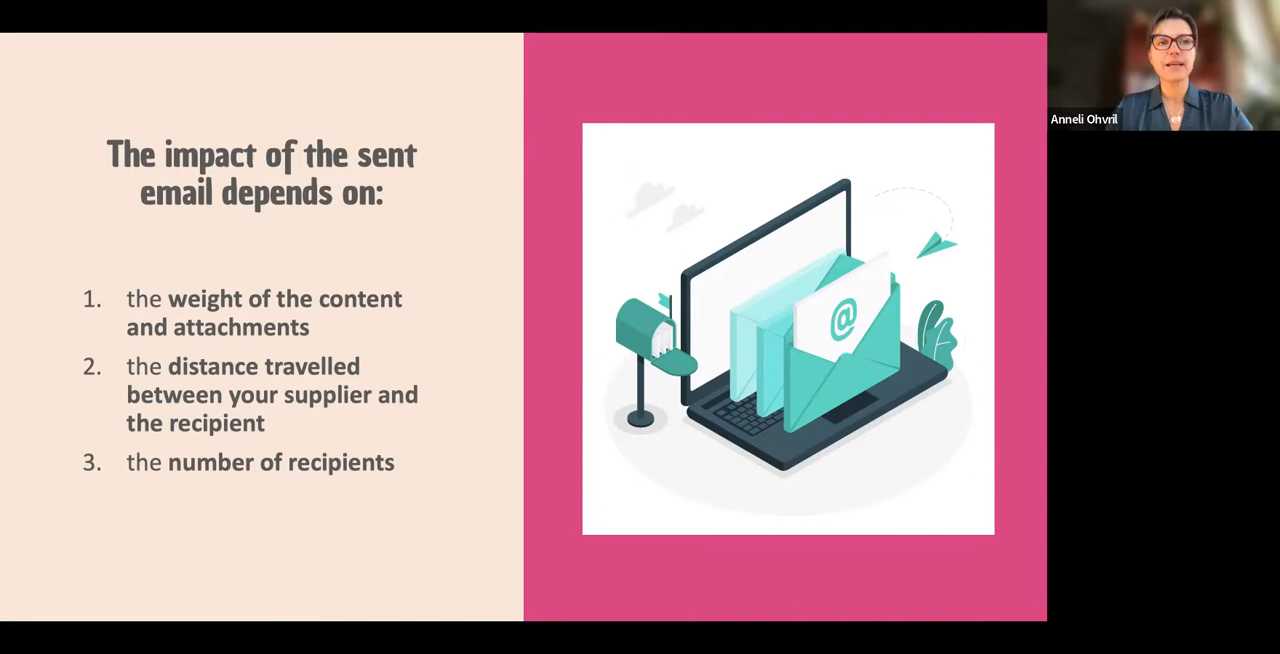 The impact of the sent
email depends on:
1. the weight of the content
and attachments
2. the distance travelled
between your supplier and
the recipient
3. the number of recipients
@
Anneli Ohvril